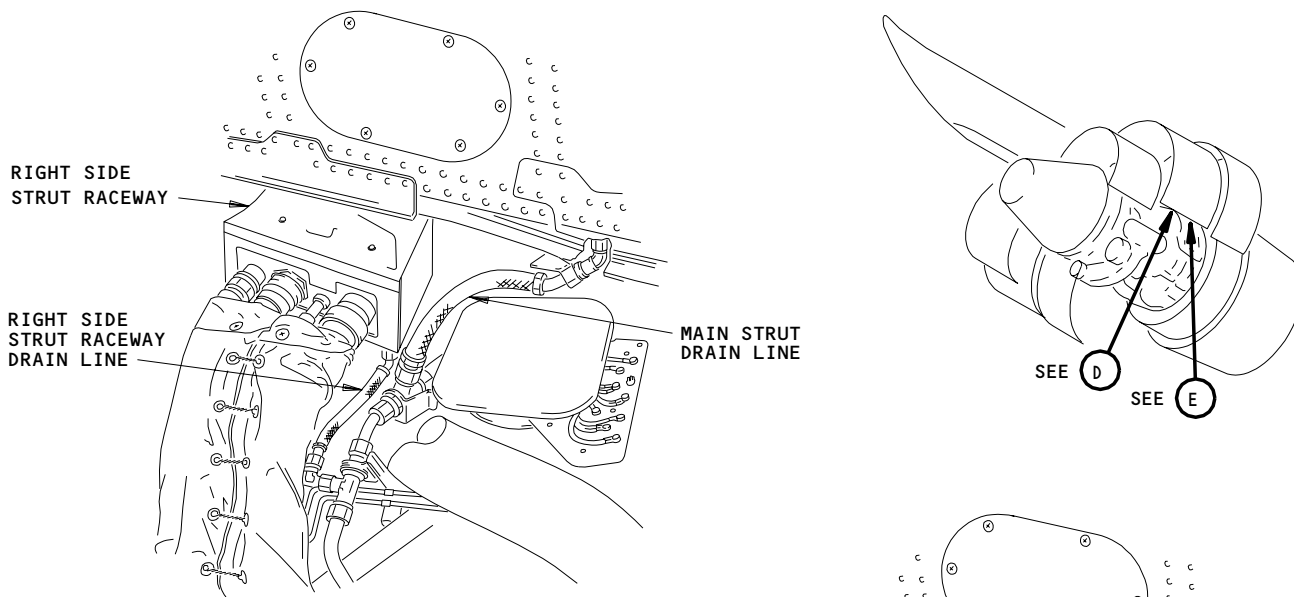 RIGHT SIDE
STRUT RACEWAY
RIGHT SIDE
STRUT RACEWAY
DRAIN LINE
MAIN STRUT
DRAIN LINE
SEE D
SEE E